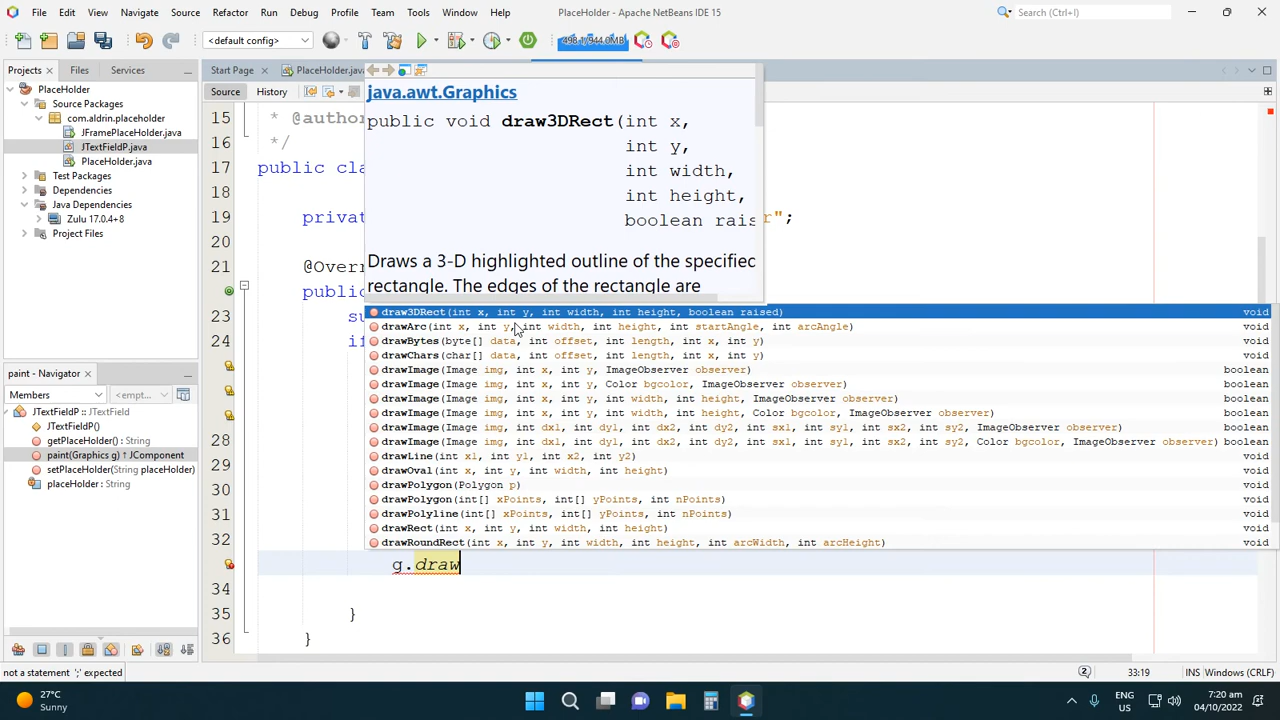 File Edit View Navigate Source Refactor Run Debug Profile Team Tools Window Help PlaceHolder - Apache NetBeans IDE 15 Search (Ctrl+I)
<default config> 498.1/944.0MB
Projects Files Services Start Page PlaceHolder.java
PlaceHolder
Source Packages
com.aldrin.placeholder
JFramePlaceHolder.java
JTextFieldP.java
PlaceHolder.java
Test Packages
Dependencies
Java Dependencies
Zulu 17.0.4+8
Project Files
paint - Navigator
Members <empt...
JTextFieldP :: JTextField
JTextFieldP()
getPlaceHolder() : String
paint(Graphics g) ↑ JComponent
setPlaceHolder(String placeHolder)
placeHolder : String
Source History
15 * @author
16 */
17 public cla
18
19 privat r";
20
21 @Overr
22 public
23 su
24 if
28
29
30
31
32
g.draw
34
35 }
36 }
java.awt.Graphics
public void draw3DRect(int x,
int y,
int width,
int height,
boolean rais
Draws a 3-D highlighted outline of the specified
rectangle. The edges of the rectangle are
draw3DRect(int x, int y, int width, int height, boolean raised) void
drawArc(int x, int y, int width, int height, int startAngle, int arcAngle) void
drawBytes(byte[] data, int offset, int length, int x, int y) void
drawChars(char[] data, int offset, int length, int x, int y) void
drawImage(Image img, int x, int y, ImageObserver observer) boolean
drawImage(Image img, int x, int y, Color bgcolor, ImageObserver observer) boolean
drawImage(Image img, int x, int y, int width, int height, ImageObserver observer) boolean
drawImage(Image img, int x, int y, int width, int height, Color bgcolor, ImageObserver observer) boolean
drawImage(Image img, int dx1, int dy1, int dx2, int dy2, int sx1, int sy1, int sx2, int sy2, ImageObserver observer) boolean
drawImage(Image img, int dx1, int dy1, int dx2, int dy2, int sx1, int sy1, int sx2, int sy2, Color bgcolor, ImageObserver observer) boolean
drawLine(int x1, int y1, int x2, int y2) void
drawOval(int x, int y, int width, int height) void
drawPolygon(Polygon p) void
drawPolygon(int[] xPoints, int[] yPoints, int nPoints) void
drawPolyline(int[] xPoints, int[] yPoints, int nPoints) void
drawRect(int x, int y, int width, int height) void
drawRoundRect(int x, int y, int width, int height, int arcWidth, int arcHeight) void
not a statement ';' expected 2 33:19 INS Windows (CRLF)
27°C
Sunny
ENG
US
7:20 am
04/10/2022